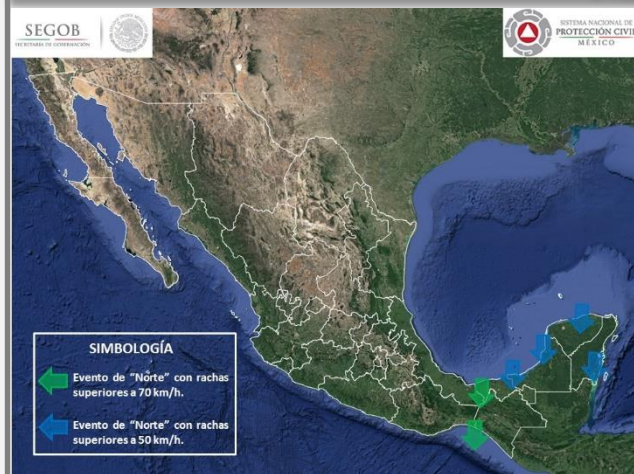 SEGOB
SECRETARÍA DE GOBERNACIÓN
SISTEMA NACIONAL DE
PROTECCIÓN CIVIL
MÉXICO
SIMBOLOGÍA
Evento de "Norte" con rachas
superiores a 70 km/h.
Evento de "Norte" con rachas
superiores a 50 km/h.